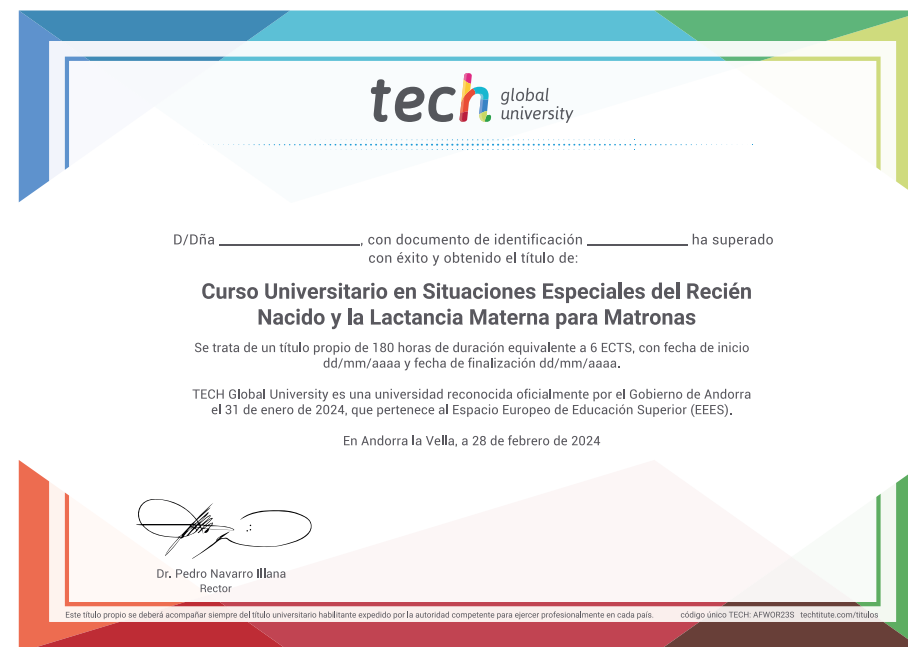 tech global university
D/Dña ____________________, con documento de identificación ______________ ha superado
con éxito y obtenido el título de:
Curso Universitario en Situaciones Especiales del Recién
Nacido y la Lactancia Materna para Matronas
Se trata de un título propio de 180 horas de duración equivalente a 6 ECTS, con fecha de inicio
dd/mm/aaaa y fecha de finalización dd/mm/aaaa.
TECH Global University es una universidad reconocida oficialmente por el Gobierno de Andorra
el 31 de enero de 2024, que pertenece al Espacio Europeo de Educación Superior (EEES).
En Andorra la Vella, a 28 de febrero de 2024
Dr. Pedro Navarro Illana
Rector
Este título propio se deberá acompañar siempre del título universitario habilitante expedido por la autoridad competente para ejercer profesionalmente en cada país. código único TECH: AFWOR23S techtitute.com/titulos